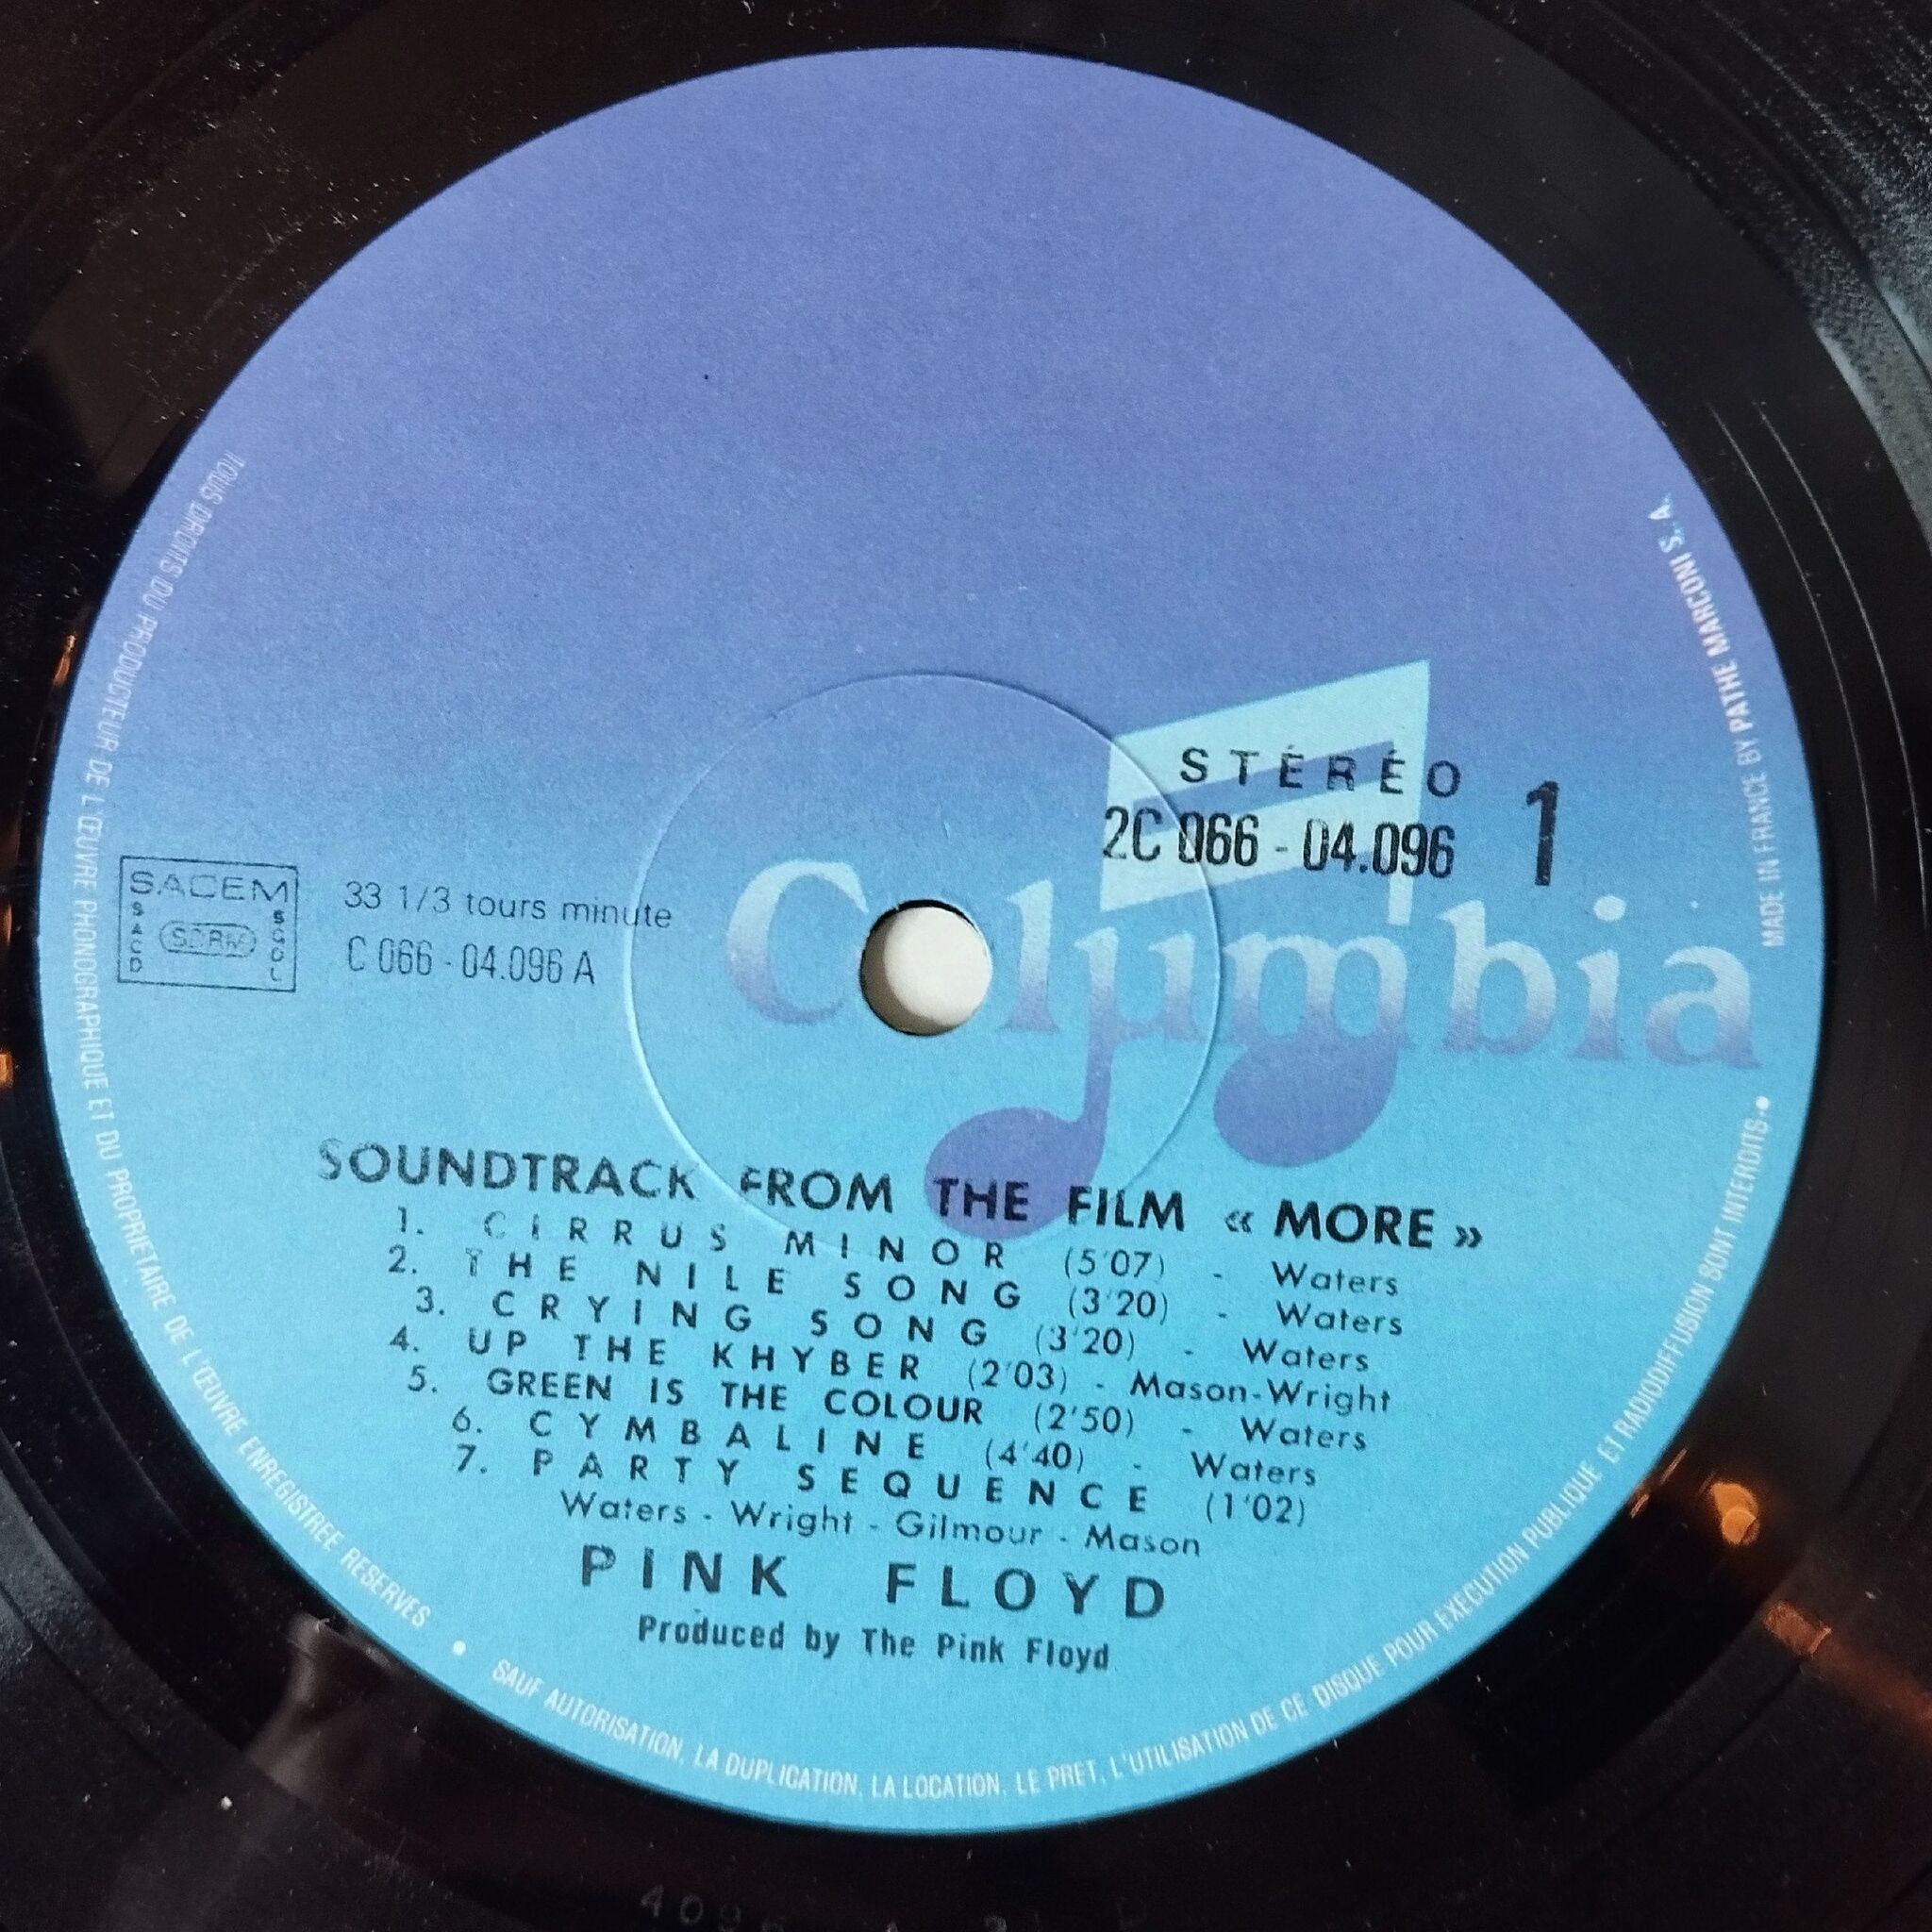 STÉRÉO
2C 066 - 04.096 1
Columbia
SACEM
SACD
SDRM
SGDL
33 1/3 tours minute
C 066 - 04.096 A
SOUNDTRACK FROM THE FILM « MORE »
1. CIRRUS MINOR (5'07) - Waters
2. THE NILE SONG (3'20) - Waters
3. CRYING SONG (3'20) - Waters
4. UP THE KHYBER (2'03) - Mason-Wright
5. GREEN IS THE COLOUR (2'50) - Waters
6. CYMBALINE (4'40) - Waters
7. PARTY SEQUENCE (1'02)
Waters - Wright - Gilmour - Mason
PINK FLOYD
Produced by The Pink Floyd
TOUS DROITS DU PRODUCTEUR DE L'ŒUVRE PHONOGRAPHIQUE ET DU PROPRIETAIRE DE L'ŒUVRE ENREGISTREE RESERVES • SAUF AUTORISATION, LA DUPLICATION, LA LOCATION, LE PRET, L'UTILISATION DE CE DISQUE POUR EXECUTION PUBLIQUE ET RADIODIFFUSION SONT INTERDITS •
MADE IN FRANCE BY PATHE MARCONI S. A.